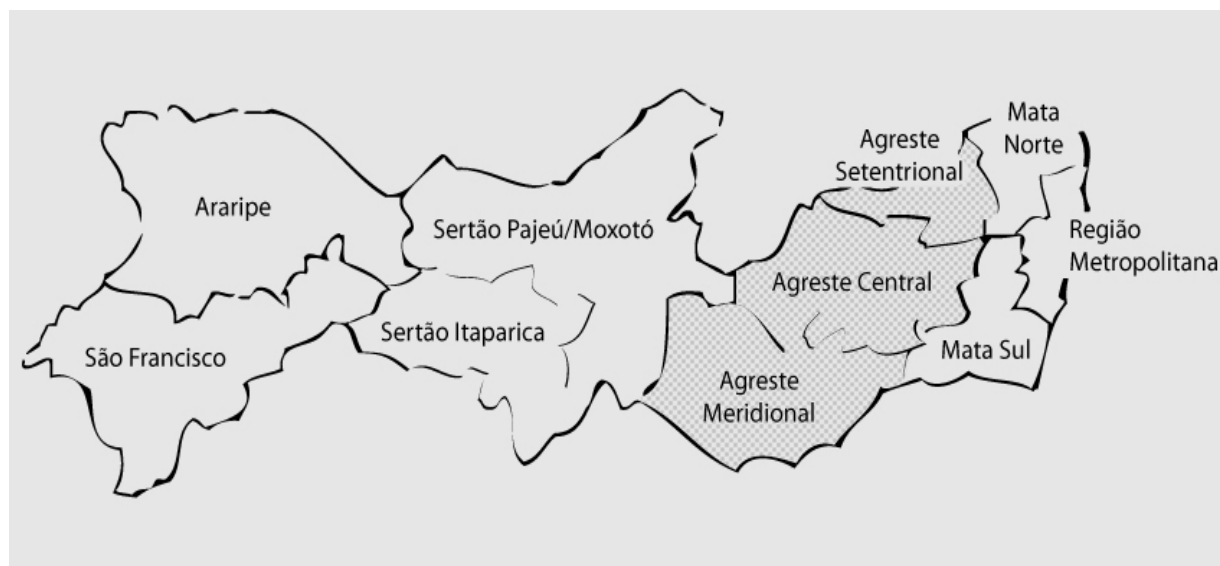 Mata
Norte
Agreste
Setentrional
Araripe
Sertão Pajeú/Moxotó
Região
Metropolitana
Agreste Central
Sertão Itaparica
São Francisco
Mata Sul
Agreste
Meridional